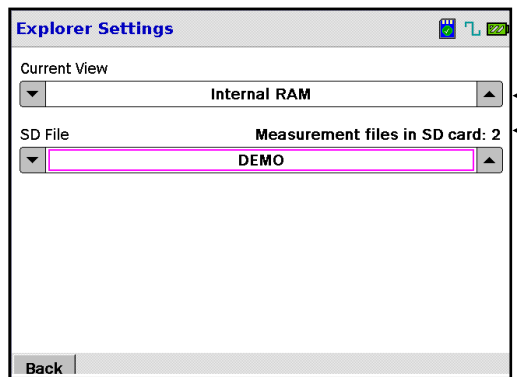 Explorer Settings
Current View
Internal RAM
SD File Measurement files in SD card: 2
DEMO
Back